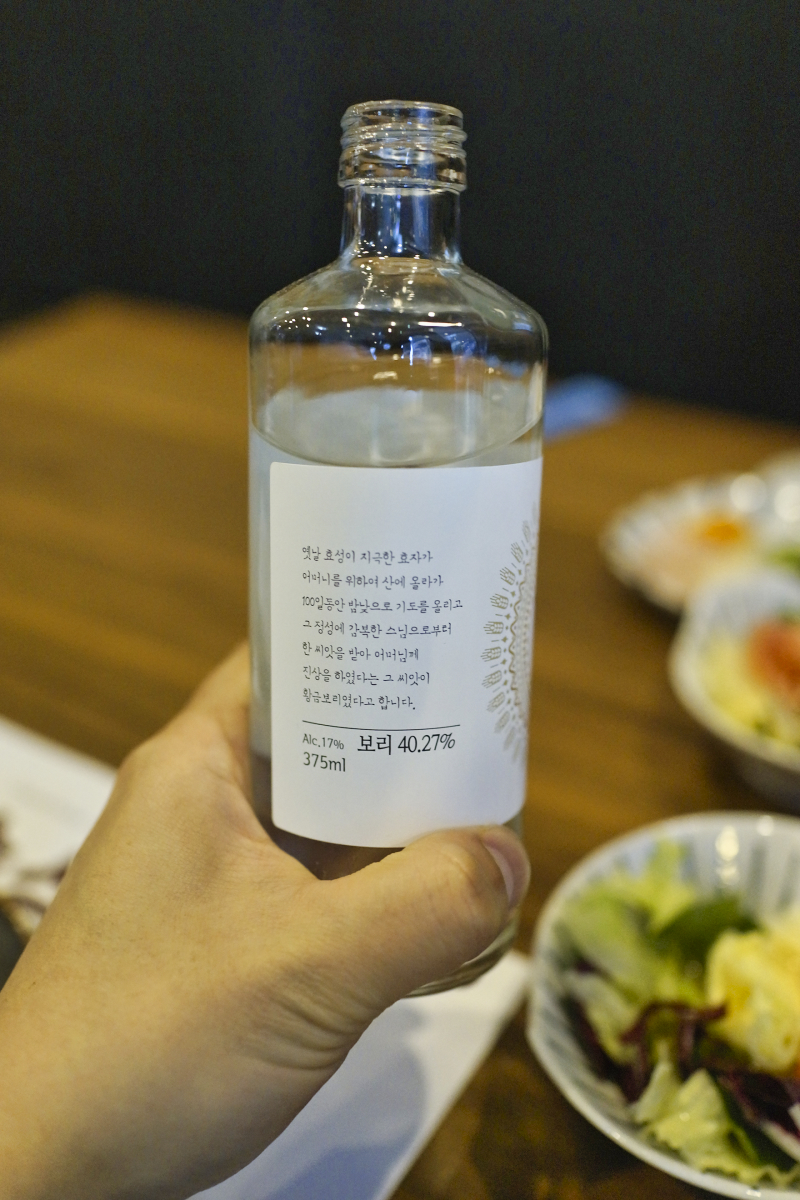 옛날 효성이 지극한 효자가
어머니를 위하여 산에 올라가
100일동안 밤낮으로 기도를 올리고
그 정성에 감복한 스님으로부터
한 씨앗을 받아 어머님께
진상을 하였다는 그 씨앗이
황금보리였다고 합니다.
Alc.17% 보리 40.27%
375ml